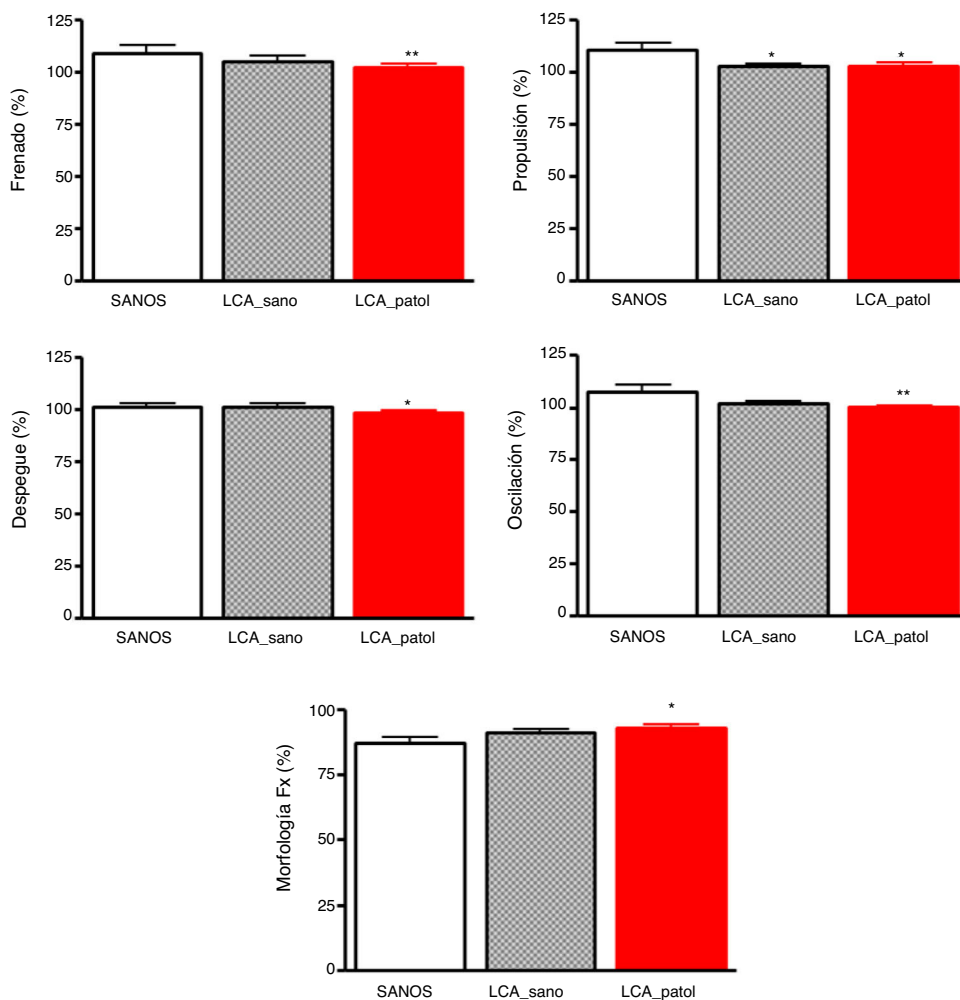 125
100
75
50
25
0
Frenado (%)
**
SANOS
LCA_sano
LCA_patol
125
100
75
50
25
0
Propulsión (%)
*
*
SANOS
LCA_sano
LCA_patol
125
100
75
50
25
0
Despegue (%)
*
SANOS
LCA_sano
LCA_patol
125
100
75
50
25
0
Oscilación (%)
**
SANOS
LCA_sano
LCA_patol
100
75
50
25
0
Morfología Fx (%)
*
SANOS
LCA_sano
LCA_patol